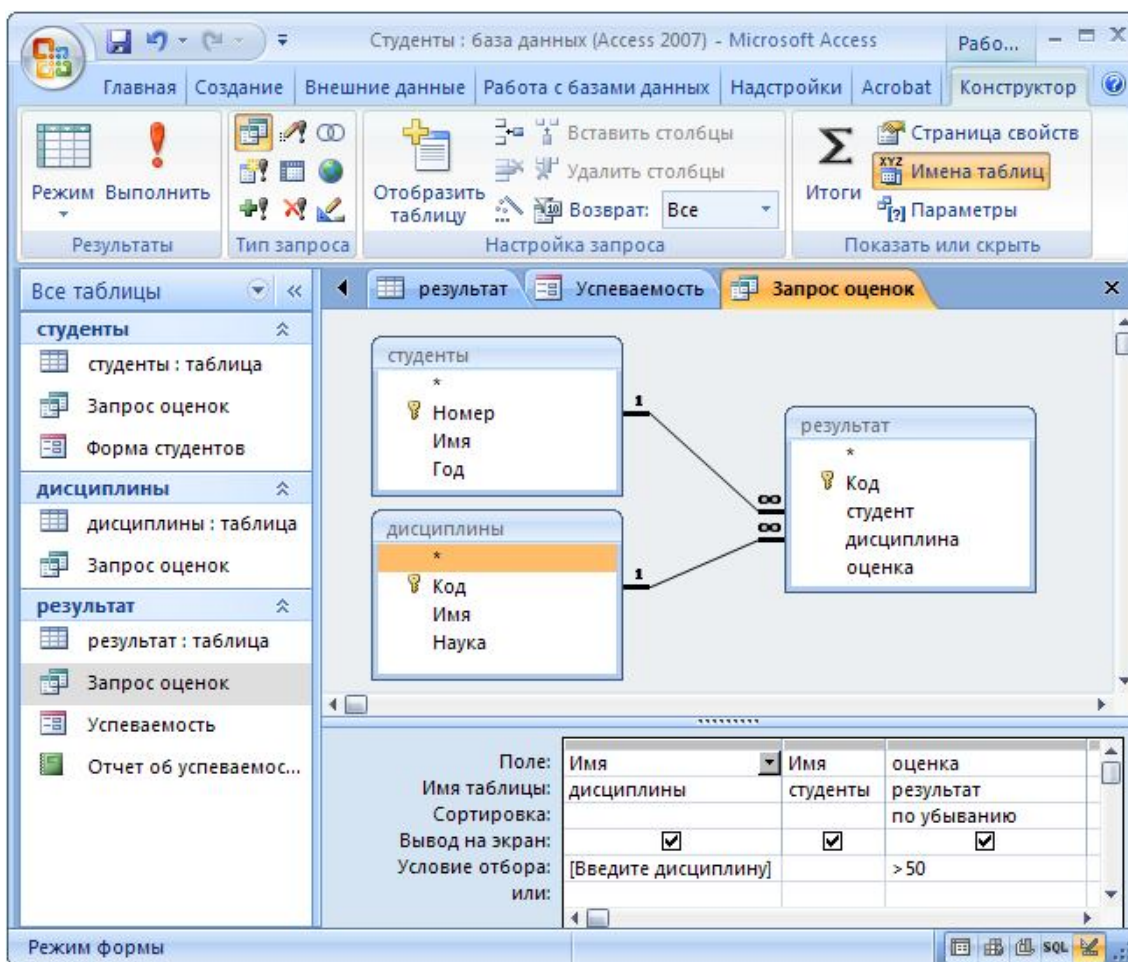 Студенты : база данных (Access 2007) - Microsoft Access
Рабо...
Главная Создание Внешние данные Работа с базами данных Надстройки Acrobat Конструктор
Режим Выполнить
Результаты
Тип запроса
Отобразить таблицу
Вставить столбцы
Удалить столбцы
Возврат: Все
Настройка запроса
Итоги
Страница свойств
XYZ Имена таблиц
Параметры
Показать или скрыть
Все таблицы
студенты
студенты : таблица
Запрос оценок
Форма студентов
дисциплины
дисциплины : таблица
Запрос оценок
результат
результат : таблица
Запрос оценок
Успеваемость
Отчет об успеваемос...
результат Успеваемость Запрос оценок
студенты
*
Номер
Имя
Год
1
дисциплины
*
Код
Имя
Наука
1
∞
∞
результат
*
Код
студент
дисциплина
оценка
Поле: Имя Имя оценка
Имя таблицы: дисциплины студенты результат
Сортировка: по убыванию
Вывод на экран:
Условие отбора: [Введите дисциплину] >50
или:
Режим формы
SQL